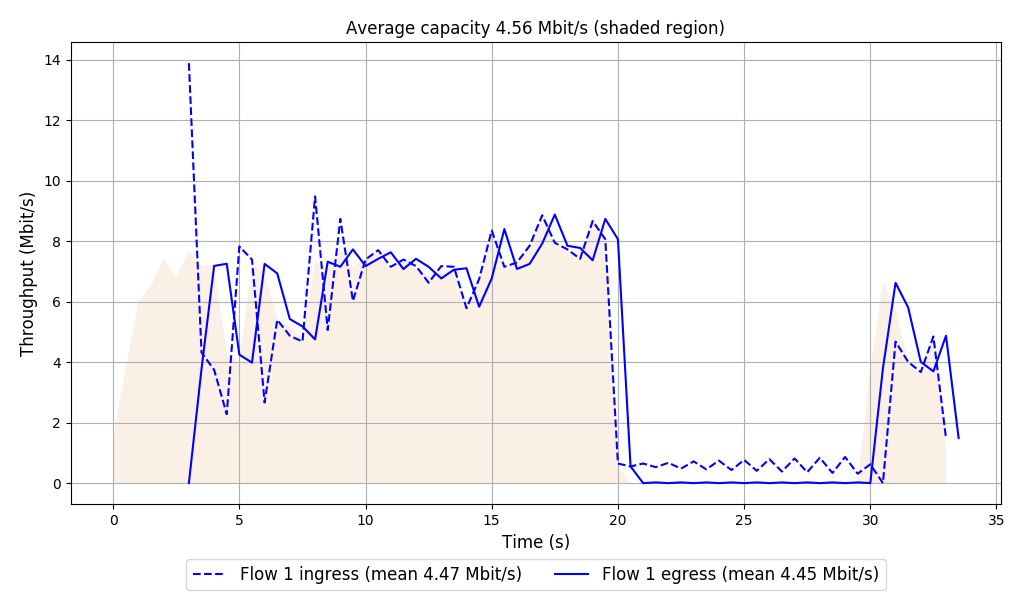 Average capacity 4.56 Mbit/s (shaded region)
Throughput (Mbit/s)
14
12
10
8
6
4
2
0
0 5 10 15 20 25 30 35
Time (s)
Flow 1 ingress (mean 4.47 Mbit/s) Flow 1 egress (mean 4.45 Mbit/s)